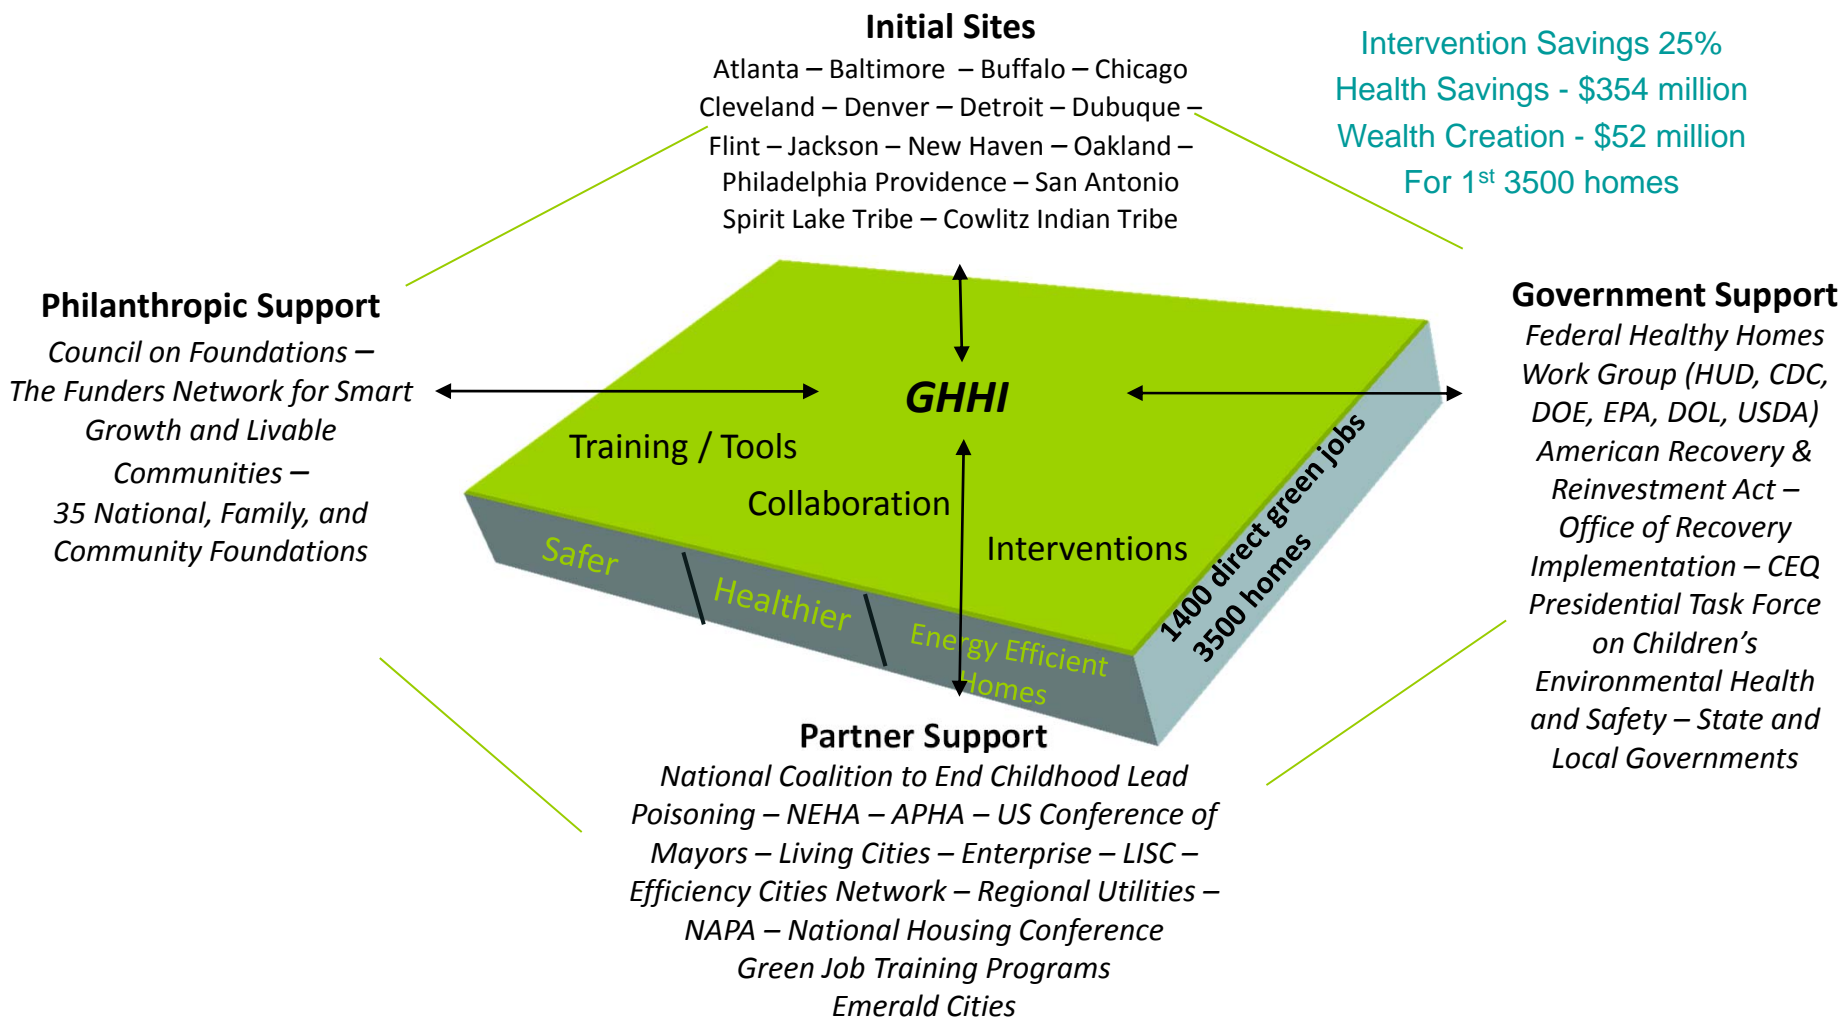 Initial Sites
Atlanta – Baltimore – Buffalo – Chicago
Cleveland – Denver – Detroit – Dubuque –
Flint – Jackson – New Haven – Oakland –
Philadelphia Providence – San Antonio
Spirit Lake Tribe – Cowlitz Indian Tribe
Intervention Savings 25%
Health Savings - $354 million
Wealth Creation - $52 million
For 1st 3500 homes
Philanthropic Support
Council on Foundations –
The Funders Network for Smart
Growth and Livable
Communities –
35 National, Family, and
Community Foundations
GHHI
Training / Tools
Collaboration
Interventions
Safer
Healthier
Energy Efficient
Homes
1400 direct green jobs
3500 homes
Government Support
Federal Healthy Homes
Work Group (HUD, CDC,
DOE, EPA, DOL, USDA)
American Recovery &
Reinvestment Act –
Office of Recovery
Implementation – CEQ
Presidential Task Force
on Children’s
Environmental Health
and Safety – State and
Local Governments
Partner Support
National Coalition to End Childhood Lead
Poisoning – NEHA – APHA – US Conference of
Mayors – Living Cities – Enterprise – LISC –
Efficiency Cities Network – Regional Utilities –
NAPA – National Housing Conference
Green Job Training Programs
Emerald Cities